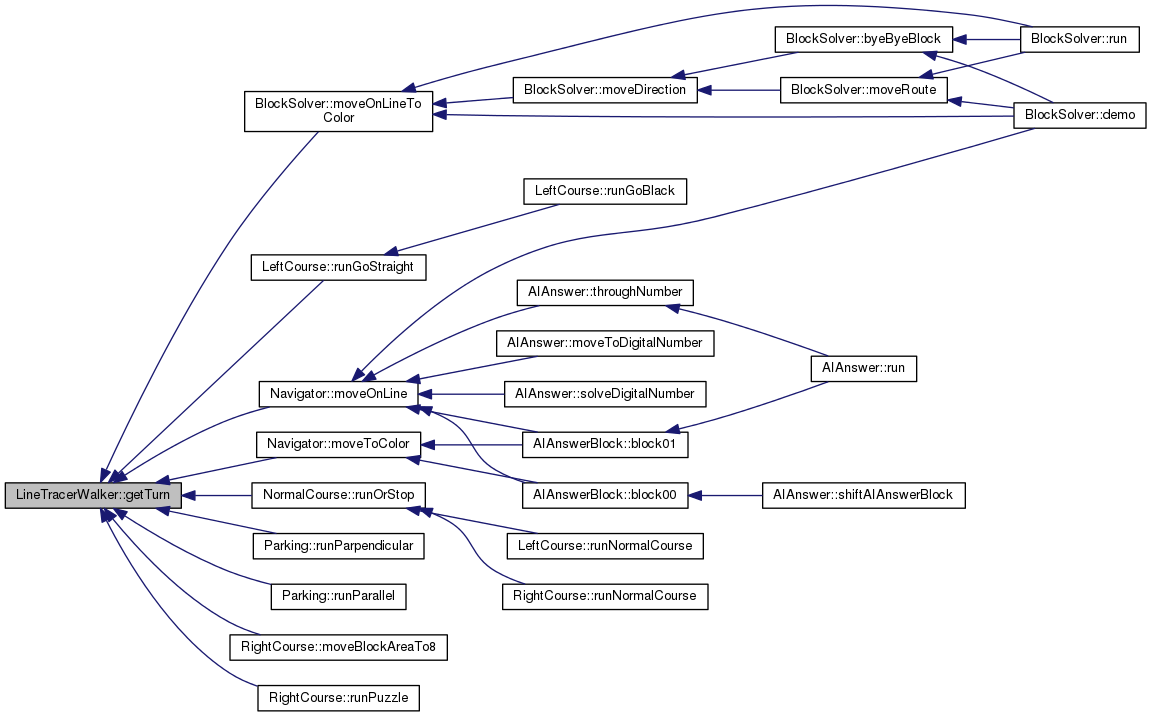 BlockSolver::byeByeBlock
BlockSolver::run
BlockSolver::moveDirection
BlockSolver::moveRoute
BlockSolver::moveOnLineTo
Color
BlockSolver::demo
LeftCourse::runGoBlack
LeftCourse::runGoStraight
AIAnswer::throughNumber
AIAnswer::moveToDigitalNumber
AIAnswer::run
Navigator::moveOnLine
AIAnswer::solveDigitalNumber
Navigator::moveToColor
AIAnswerBlock::block01
LineTracerWalker::getTurn
NormalCourse::runOrStop
AIAnswerBlock::block00
AIAnswer::shiftAIAnswerBlock
Parking::runParpendicular
LeftCourse::runNormalCourse
Parking::runParallel
RightCourse::runNormalCourse
RightCourse::moveBlockAreaTo8
RightCourse::runPuzzle